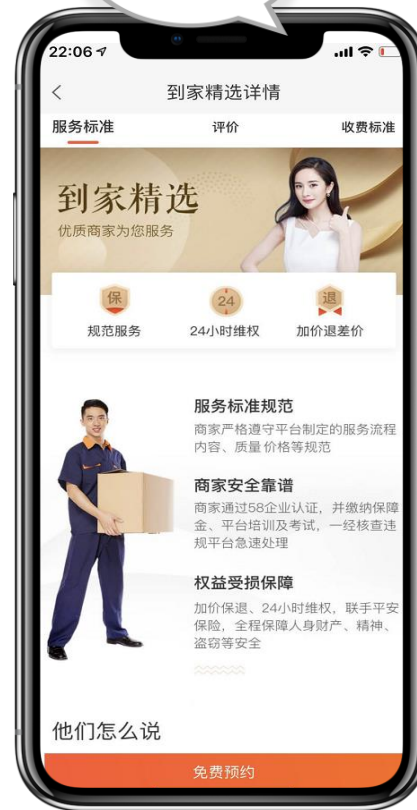 22:06
到家精选详情
服务标准
评价
收费标准
到家精选
优质商家为您服务
保
24
退
规范服务
24小时维权
加价退差价
服务标准规范
商家严格遵守平台制定的服务流程
内容、质量价格等规范
商家安全靠谱
商家通过58企业认证，并缴纳保障
金、平台培训及考试，一经核查违
规平台急速处理
权益受损保障
加价保退、24小时维权，联手平安
保险，全程保障人身财产、精神、
盗窃等安全
他们怎么说
免费预约